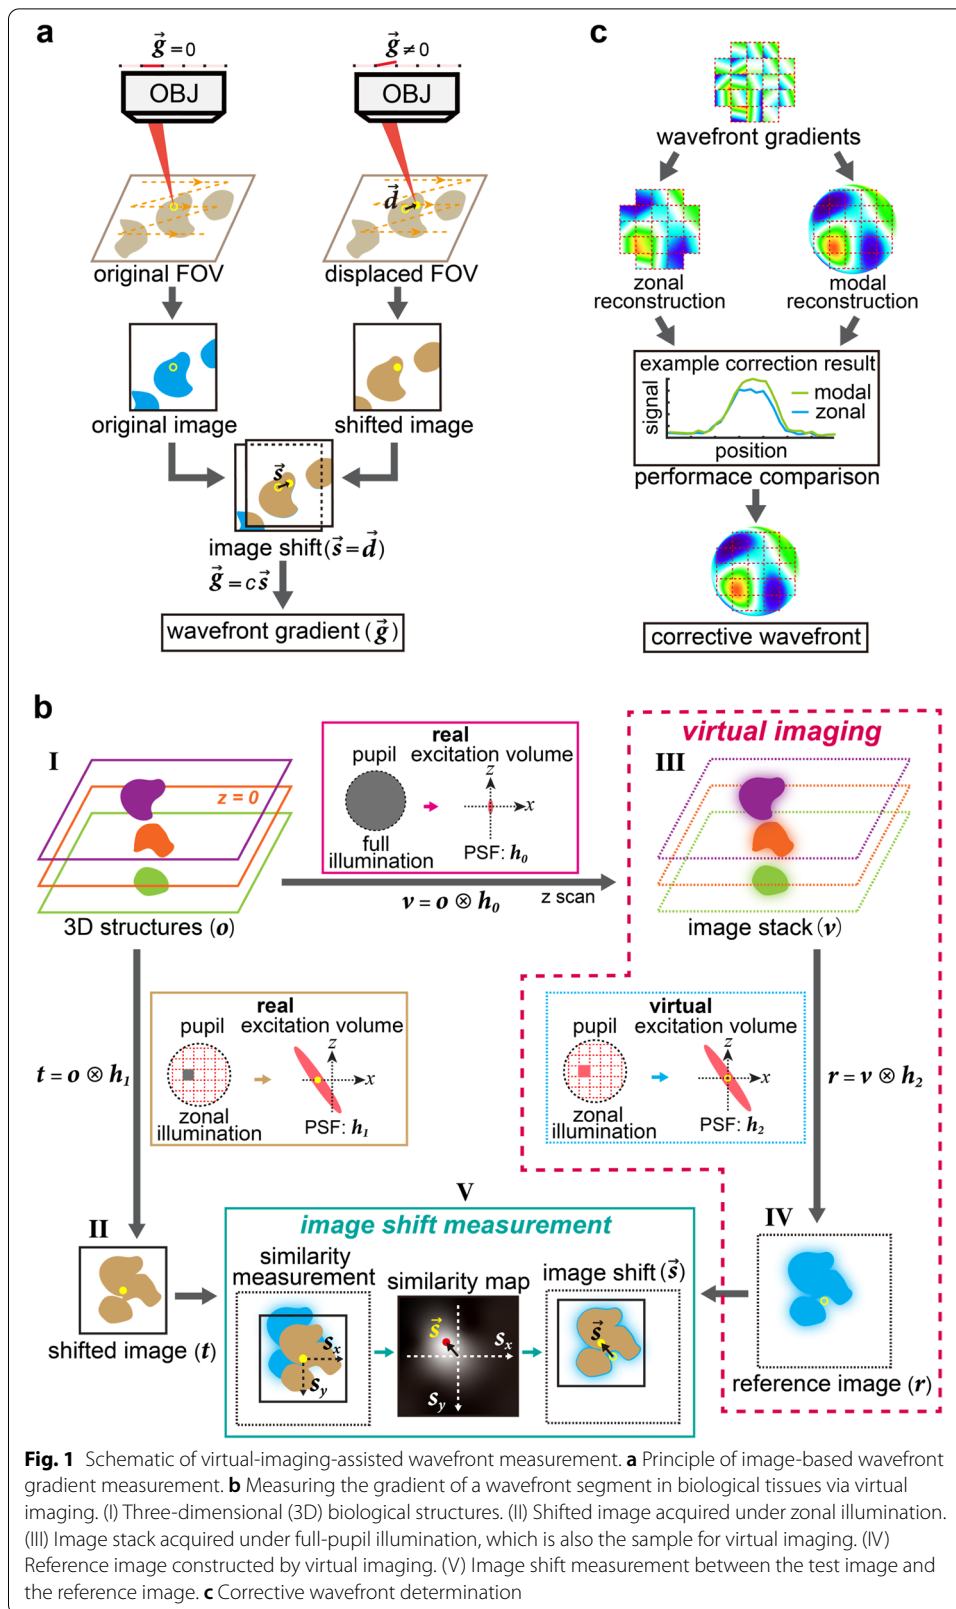 a
g⃗ = 0
g⃗ ≠ 0
OBJ
OBJ
d⃗
original FOV
displaced FOV
original image
shifted image
s⃗
image shift (s⃗ = d⃗)
g⃗ = c s⃗
wavefront gradient (g⃗)
c
wavefront gradients
zonal
reconstruction
modal
reconstruction
example correction result
signal
modal
zonal
position
performace comparison
corrective wavefront
b
I
z = 0
3D structures (o)
real
pupil
excitation volume
z
x
full
illumination
PSF: h0
v = o ⊗ h0
z scan
virtual imaging
III
image stack (v)
t = o ⊗ h1
real
pupil
excitation volume
z
x
zonal
illumination
PSF: h1
virtual
pupil
excitation volume
z
x
zonal
illumination
PSF: h2
r = v ⊗ h2
II
shifted image (t)
V
image shift measurement
similarity
measurement
sx
sy
similarity map
s⃗
sx
sy
image shift (s⃗)
s⃗
IV
reference image (r)
Fig. 1 Schematic of virtual-imaging-assisted wavefront measurement. a Principle of image-based wavefront
gradient measurement. b Measuring the gradient of a wavefront segment in biological tissues via virtual
imaging. (I) Three-dimensional (3D) biological structures. (II) Shifted image acquired under zonal illumination.
(III) Image stack acquired under full-pupil illumination, which is also the sample for virtual imaging. (IV)
Reference image constructed by virtual imaging. (V) Image shift measurement between the test image and
the reference image. c Corrective wavefront determination